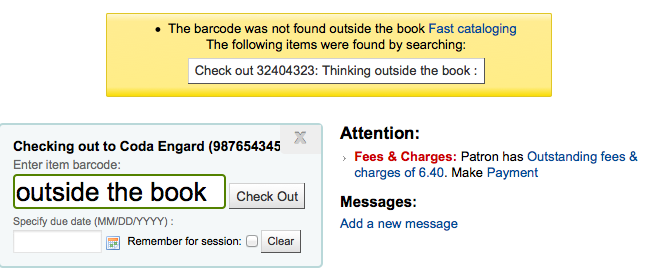 The barcode was not found outside the book Fast cataloging
The following items were found by searching:
Check out 32404323: Thinking outside the book :
Checking out to Coda Engard (987654345
X
Enter item barcode:
outside the book
Check Out
Specify due date (MM/DD/YYYY) :
Remember for session:
Clear
Attention:
Fees & Charges: Patron has Outstanding fees &
charges of 6.40. Make Payment
Messages:
Add a new message